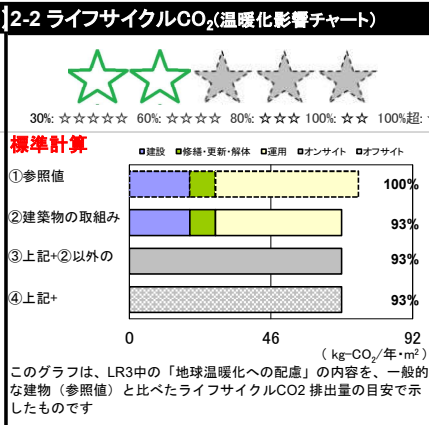 2-2 ライフサイクルCO₂(温暖化影響チャート)
30%: ☆☆☆☆☆ 60%: ☆☆☆☆ 80%: ☆☆☆ 100%: ☆☆ 100%超:
標準計算
建設 修繕・更新・解体 運用 オンサイト オフサイト
①参照値 100%
②建築物の取組み 93%
③上記+②以外の 93%
④上記+ 93%
0 46 92
( kg-CO₂/年・m² )
このグラフは、LR3中の「地球温暖化への配慮」の内容を、一般的
な建物(参照値)と比べたライフサイクルCO2 排出量の目安で示
したものです